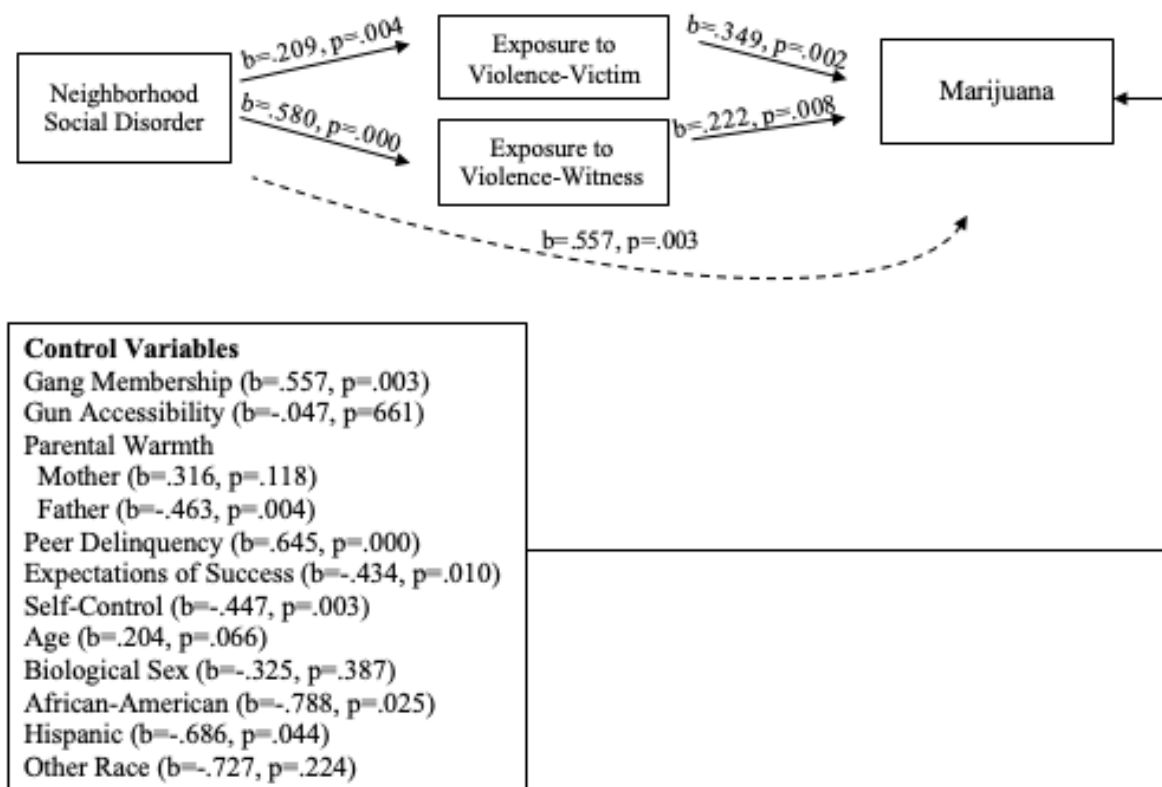 b=.209, p=.004
b=.349, p=.002
Exposure to
Violence-Victim
Neighborhood
Social Disorder
Marijuana
b=.580, p=.000
b=.222, p=.008
Exposure to
Violence-Witness
b=.557, p=.003
Control Variables
Gang Membership (b=.557, p=.003)
Gun Accessibility (b=-.047, p=661)
Parental Warmth
Mother (b=.316, p=.118)
Father (b=-.463, p=.004)
Peer Delinquency (b=.645, p=.000)
Expectations of Success (b=-.434, p=.010)
Self-Control (b=-.447, p=.003)
Age (b=.204, p=.066)
Biological Sex (b=-.325, p=.387)
African-American (b=-.788, p=.025)
Hispanic (b=-.686, p=.044)
Other Race (b=-.727, p=.224)